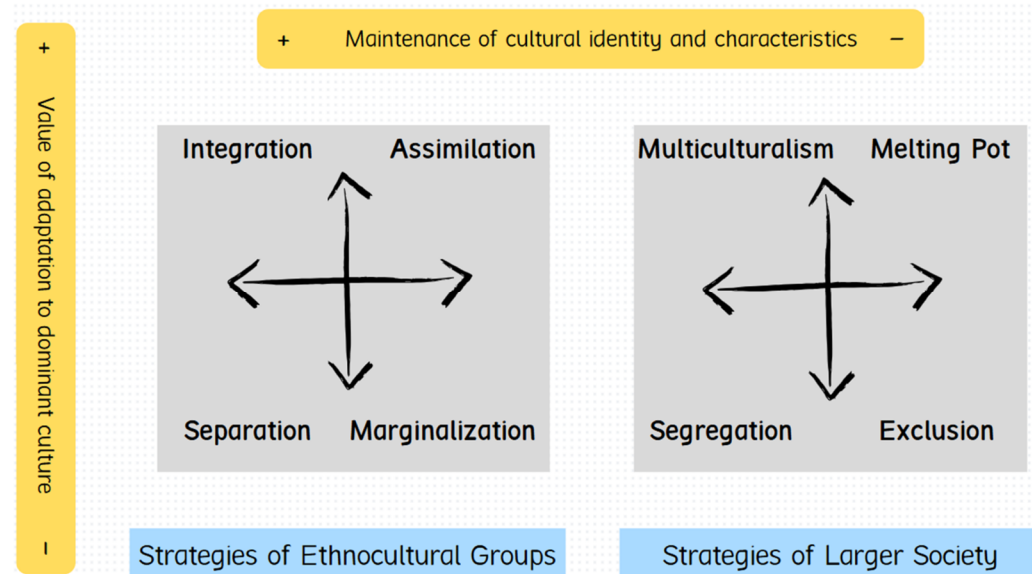 + Maintenance of cultural identity and characteristics −
+ Value of adaptation to dominant culture −
Integration Assimilation
Separation Marginalization
Strategies of Ethnocultural Groups
Multiculturalism Melting Pot
Segregation Exclusion
Strategies of Larger Society